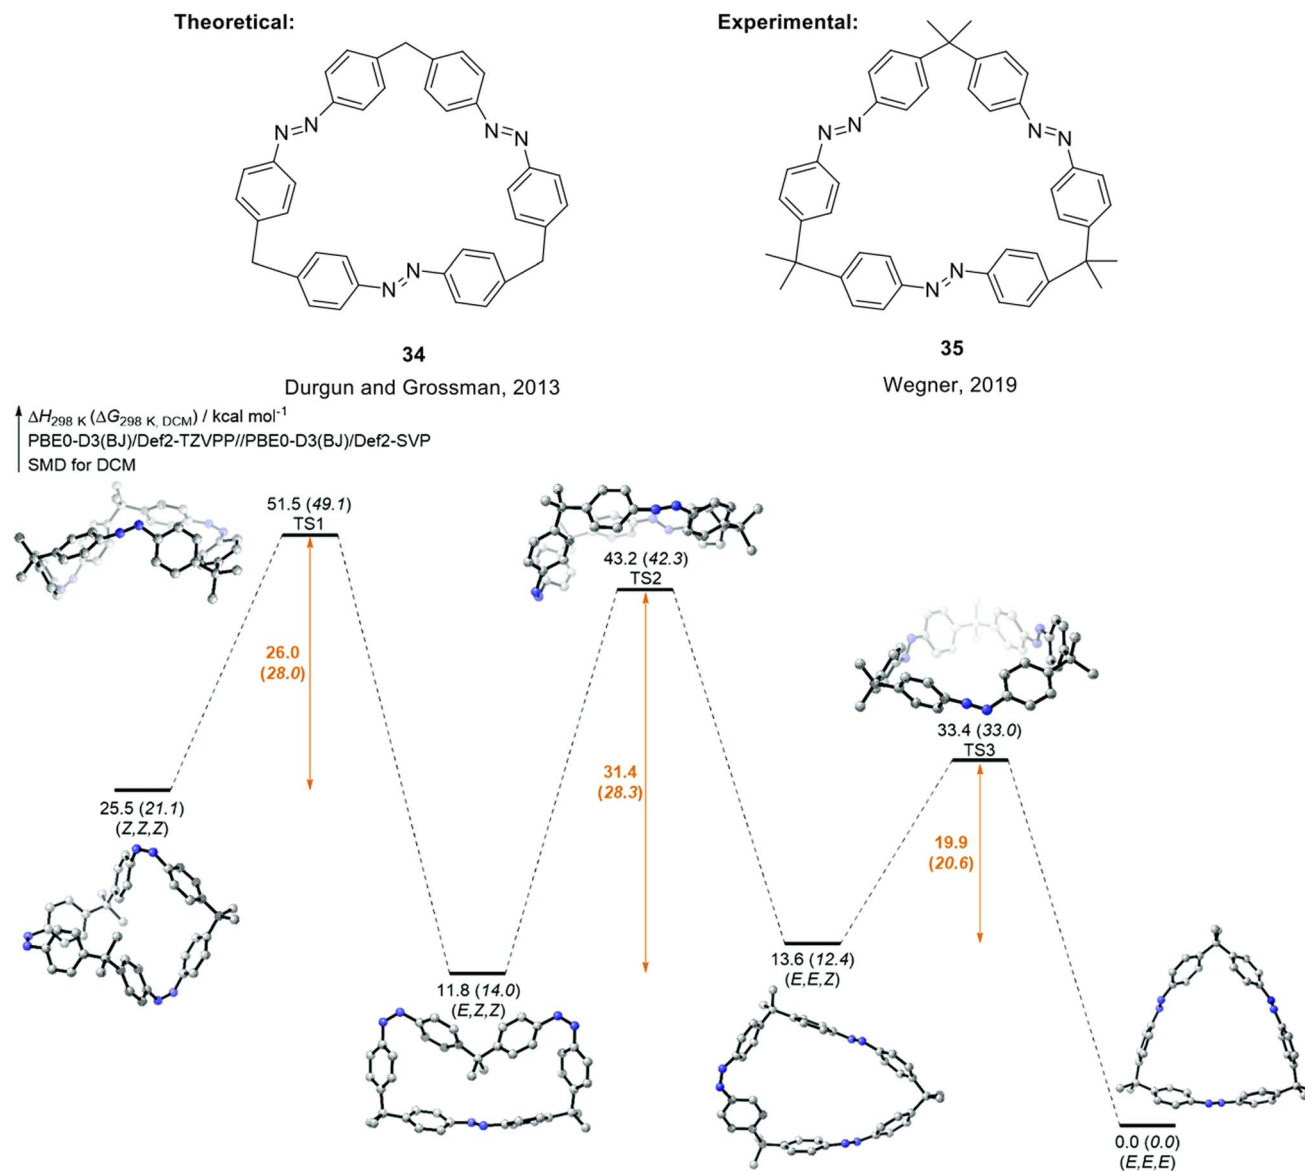 Theoretical:
Experimental:
N=N
N=N
N=N
N=N
N=N
N=N
34
Durgun and Grossman, 2013
35
Wegner, 2019
ΔH298 K (ΔG298 K, DCM) / kcal mol-1
PBE0-D3(BJ)/Def2-TZVPP//PBE0-D3(BJ)/Def2-SVP
SMD for DCM
51.5 (49.1)
TS1
43.2 (42.3)
TS2
33.4 (33.0)
TS3
26.0
(28.0)
31.4
(28.3)
19.9
(20.6)
25.5 (21.1)
(Z,Z,Z)
11.8 (14.0)
(E,Z,Z)
13.6 (12.4)
(E,E,Z)
0.0 (0.0)
(E,E,E)